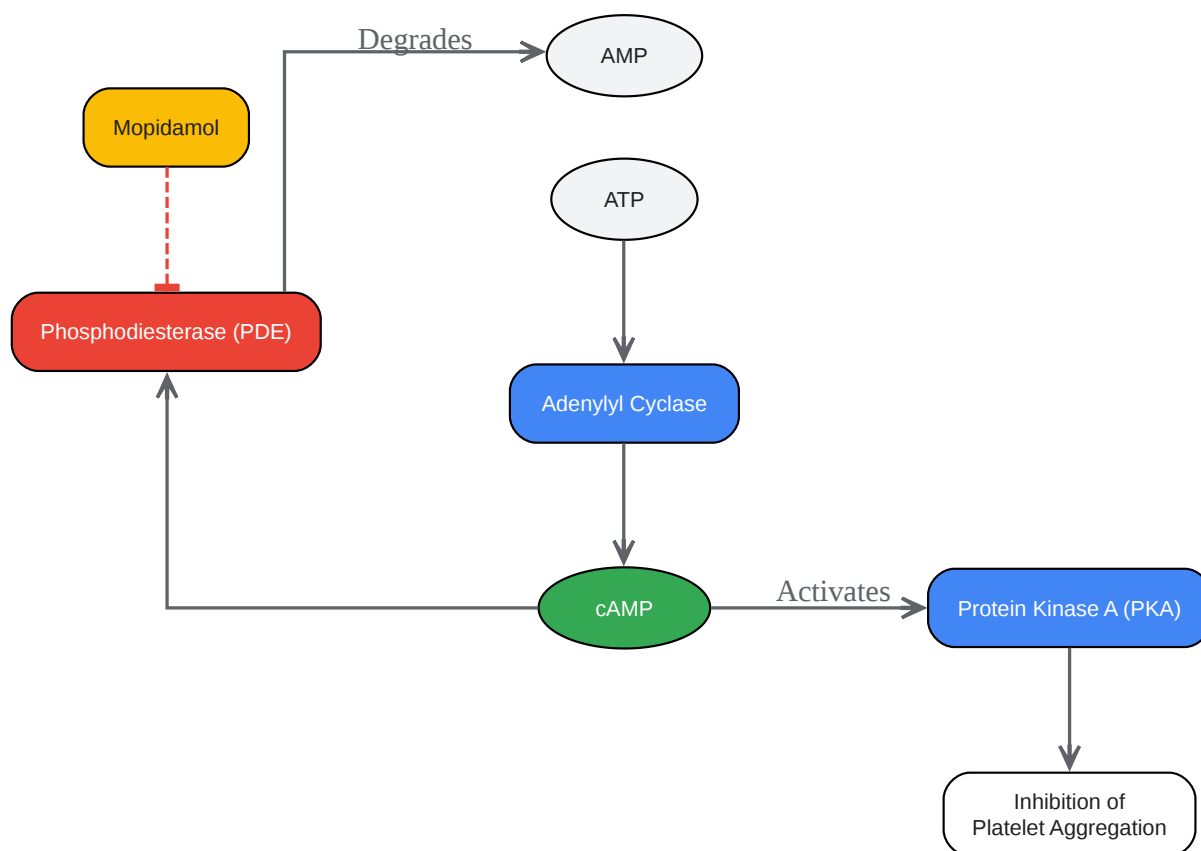 Degrades
AMP
Mopidamol
ATP
Phosphodiesterase (PDE)
Adenylyl Cyclase
cAMP
Activates
Protein Kinase A (PKA)
Inhibition of
Platelet Aggregation